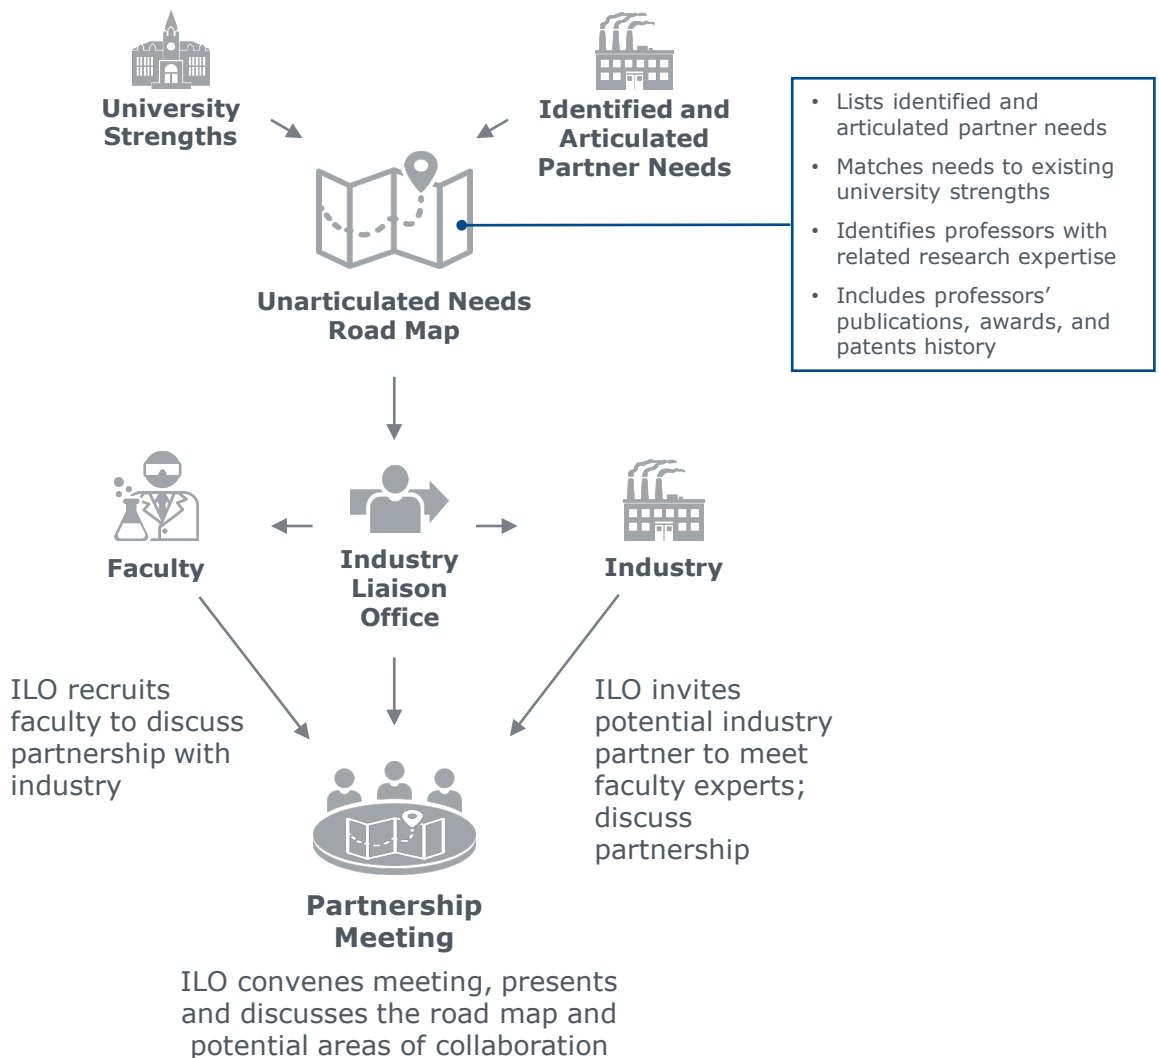 University
Strengths
Identified and
Articulated
Partner Needs
• Lists identified and
articulated partner needs
• Matches needs to existing
university strengths
• Identifies professors with
related research expertise
• Includes professors’
publications, awards, and
patents history
Unarticulated Needs
Road Map
Faculty
Industry
Liaison
Office
Industry
ILO recruits
faculty to discuss
partnership with
industry
ILO invites
potential industry
partner to meet
faculty experts;
discuss
partnership
Partnership
Meeting
ILO convenes meeting, presents
and discusses the road map and
potential areas of collaboration